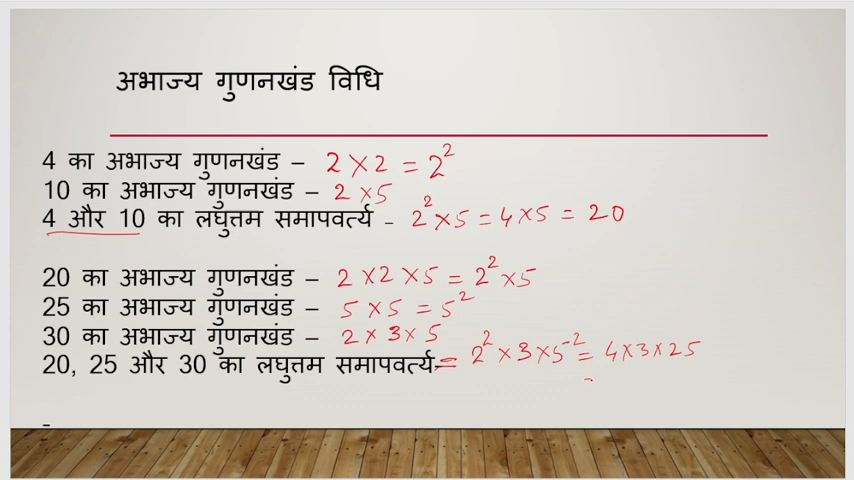 अभाज्य गुणनखंड विधि
4 का अभाज्य गुणनखंड – 2 × 2 = 2²
10 का अभाज्य गुणनखंड – 2 × 5
4 और 10 का लघुत्तम समापवर्त्य - 2² × 5 = 4 × 5 = 20
20 का अभाज्य गुणनखंड – 2 × 2 × 5 = 2² × 5
25 का अभाज्य गुणनखंड – 5 × 5 = 5²
30 का अभाज्य गुणनखंड – 2 × 3 × 5
20, 25 और 30 का लघुत्तम समापवर्त्य = 2² × 3 × 5² = 4 × 3 × 25
-